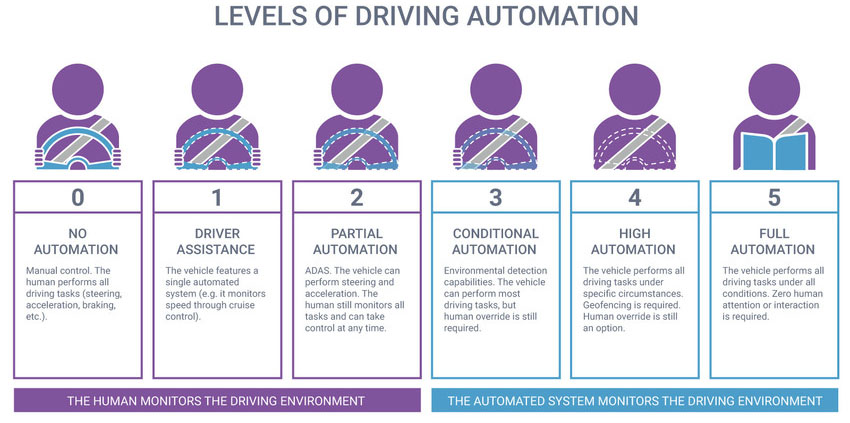 LEVELS OF DRIVING AUTOMATION
0
NO
AUTOMATION
Manual control. The
human performs all
driving tasks (steering,
acceleration, braking,
etc.).
1
DRIVER
ASSISTANCE
The vehicle features a
single automated
system (e.g. it monitors
speed through cruise
control).
2
PARTIAL
AUTOMATION
ADAS. The vehicle can
perform steering and
acceleration. The
human still monitors all
tasks and can take
control at any time.
3
CONDITIONAL
AUTOMATION
Environmental detection
capabilities. The vehicle
can perform most
driving tasks, but
human override is still
required.
4
HIGH
AUTOMATION
The vehicle performs all
driving tasks under
specific circumstances.
Geofencing is required.
Human override is still
an option.
5
FULL
AUTOMATION
The vehicle performs all
driving tasks under all
conditions. Zero human
attention or interaction
is required.
THE HUMAN MONITORS THE DRIVING ENVIRONMENT
THE AUTOMATED SYSTEM MONITORS THE DRIVING ENVIRONMENT